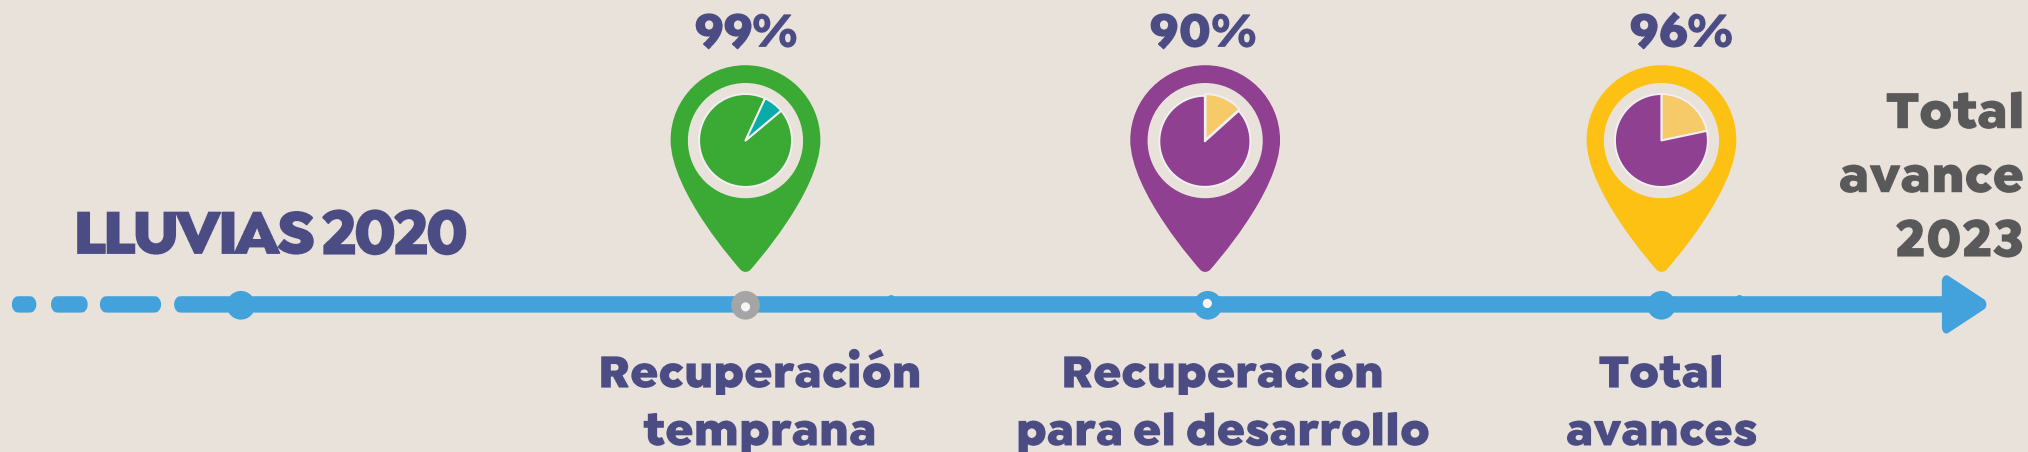 99%
90%
96%
Total
avance
2023
LLUVIAS 2020
Recuperación
temprana
Recuperación
para el desarrollo
Total
avances